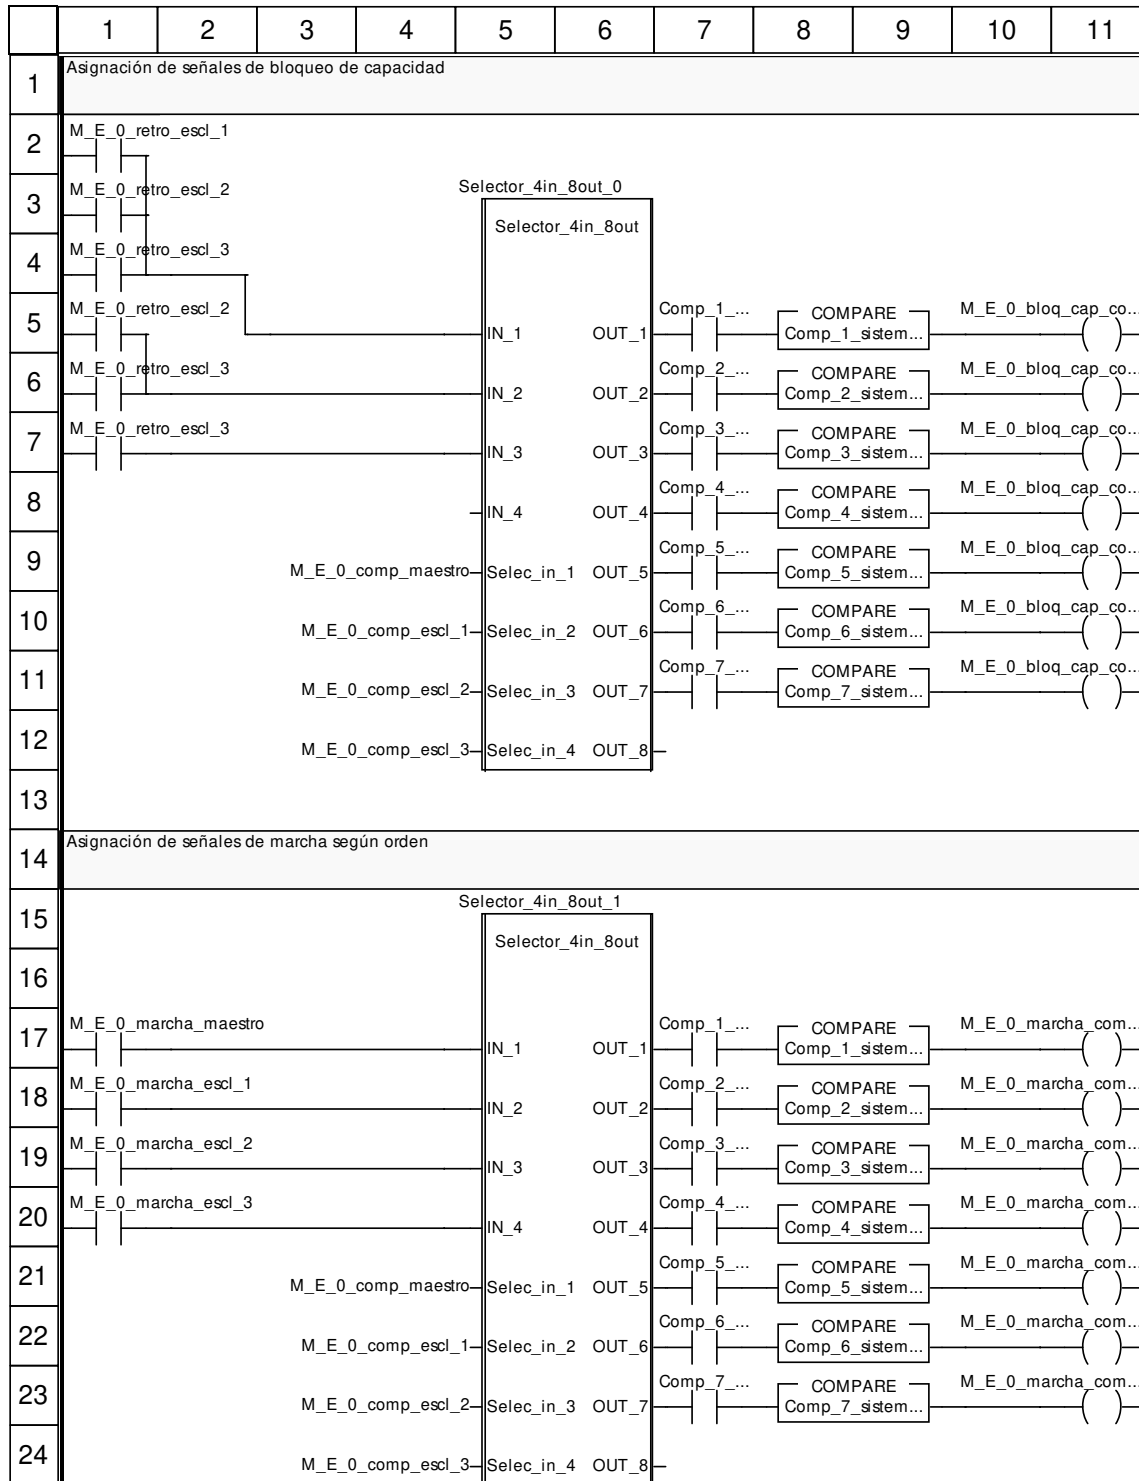 1 2 3 4 5 6 7 8 9 10 11
1 Asignación de señales de bloqueo de capacidad
2 M_E_0_retro_escl_1
3 M_E_0_retro_escl_2 Selector_4in_8out_0
Selector_4in_8out
4 M_E_0_retro_escl_3
5 M_E_0_retro_escl_2 Comp_1_... COMPARE M_E_0_bloq_cap_co...
IN_1 OUT_1 Comp_1_sistem...
6 M_E_0_retro_escl_3 Comp_2_... COMPARE M_E_0_bloq_cap_co...
IN_2 OUT_2 Comp_2_sistem...
7 M_E_0_retro_escl_3 Comp_3_... COMPARE M_E_0_bloq_cap_co...
IN_3 OUT_3 Comp_3_sistem...
8 Comp_4_... COMPARE M_E_0_bloq_cap_co...
IN_4 OUT_4 Comp_4_sistem...
9 Comp_5_... COMPARE M_E_0_bloq_cap_co...
M_E_0_comp_maestro Selec_in_1 OUT_5 Comp_5_sistem...
10 Comp_6_... COMPARE M_E_0_bloq_cap_co...
M_E_0_comp_escl_1 Selec_in_2 OUT_6 Comp_6_sistem...
11 Comp_7_... COMPARE M_E_0_bloq_cap_co...
M_E_0_comp_escl_2 Selec_in_3 OUT_7 Comp_7_sistem...
12 M_E_0_comp_escl_3 Selec_in_4 OUT_8
13
14 Asignación de señales de marcha según orden
15 Selector_4in_8out_1
Selector_4in_8out
16
17 M_E_0_marcha_maestro Comp_1_... COMPARE M_E_0_marcha_com...
IN_1 OUT_1 Comp_1_sistem...
18 M_E_0_marcha_escl_1 Comp_2_... COMPARE M_E_0_marcha_com...
IN_2 OUT_2 Comp_2_sistem...
19 M_E_0_marcha_escl_2 Comp_3_... COMPARE M_E_0_marcha_com...
IN_3 OUT_3 Comp_3_sistem...
20 M_E_0_marcha_escl_3 Comp_4_... COMPARE M_E_0_marcha_com...
IN_4 OUT_4 Comp_4_sistem...
21 Comp_5_... COMPARE M_E_0_marcha_com...
M_E_0_comp_maestro Selec_in_1 OUT_5 Comp_5_sistem...
22 Comp_6_... COMPARE M_E_0_marcha_com...
M_E_0_comp_escl_1 Selec_in_2 OUT_6 Comp_6_sistem...
23 Comp_7_... COMPARE M_E_0_marcha_com...
M_E_0_comp_escl_2 Selec_in_3 OUT_7 Comp_7_sistem...
24 M_E_0_comp_escl_3 Selec_in_4 OUT_8